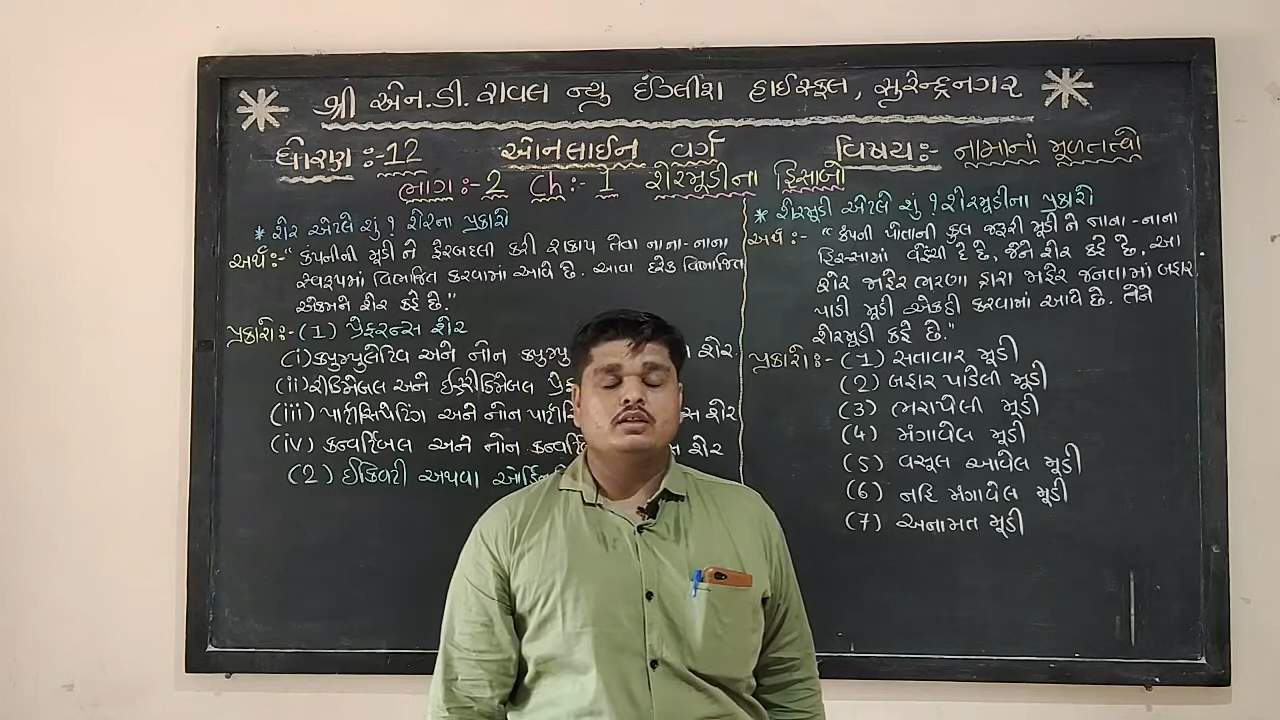 શ્રી એન.ડી. રાવલ ન્યુ ઇંગ્લીશ હાઈસ્કૂલ, સુરેન્દ્રનગર
ધોરણ :- 12 ઓનલાઈન વર્ગ વિષય :- નામાનાં મૂળતત્વો
ભાગ :- 2 Ch :- 1 શેરમૂડીના હિસાબો
* શેર એટલે શું ? શેરના પ્રકારો
અર્થ :- " કંપનીની મૂડી ને ફેરબદલી કરી શકાય તેવા નાના-નાના
સ્વરૂપમાં વિભાજિત કરવામાં આવે છે. આવા દરેક વિભાજિત
એકમને શેર કહે છે."
પ્રકારો :- (1) પ્રેફરન્સ શેર
(i) ક્યુમ્યુલેટિવ અને નોન ક્યુમ્યુ શેર
(ii) રીડિમેબલ અને ઈરરીડિમેબલ
(iii) પાર્ટીસિપેટિંગ અને નોન શેર
(iv) કન્વર્ટિબલ અને નોન કન્વર્ટિ શેર
(2) ઈક્વિટી અથવા
* શેરમૂડી એટલે શું ? શેરમૂડીના પ્રકારો
અર્થ :- " કંપની પોતાની કુલ જરૂરી મૂડી ને નાના-નાના
હિસ્સામાં વહેંચી દે છે, જેને શેર કહે છે. આ
શેર જાહેર ભરણા દ્વારા જાહેર જનતામાં બહાર
પાડી મૂડી એકઠી કરવામાં આવે છે. તેને
શેરમૂડી કહે છે."
પ્રકારો :- (1) સતાવાર મૂડી
(2) બહાર પાડેલી મૂડી
(3) ભરાયેલી મૂડી
(4) મંગાવેલ મૂડી
(5) વસૂલ આવેલ મૂડી
(6) નહિ મંગાવેલ મૂડી
(7) અનામત મૂડી